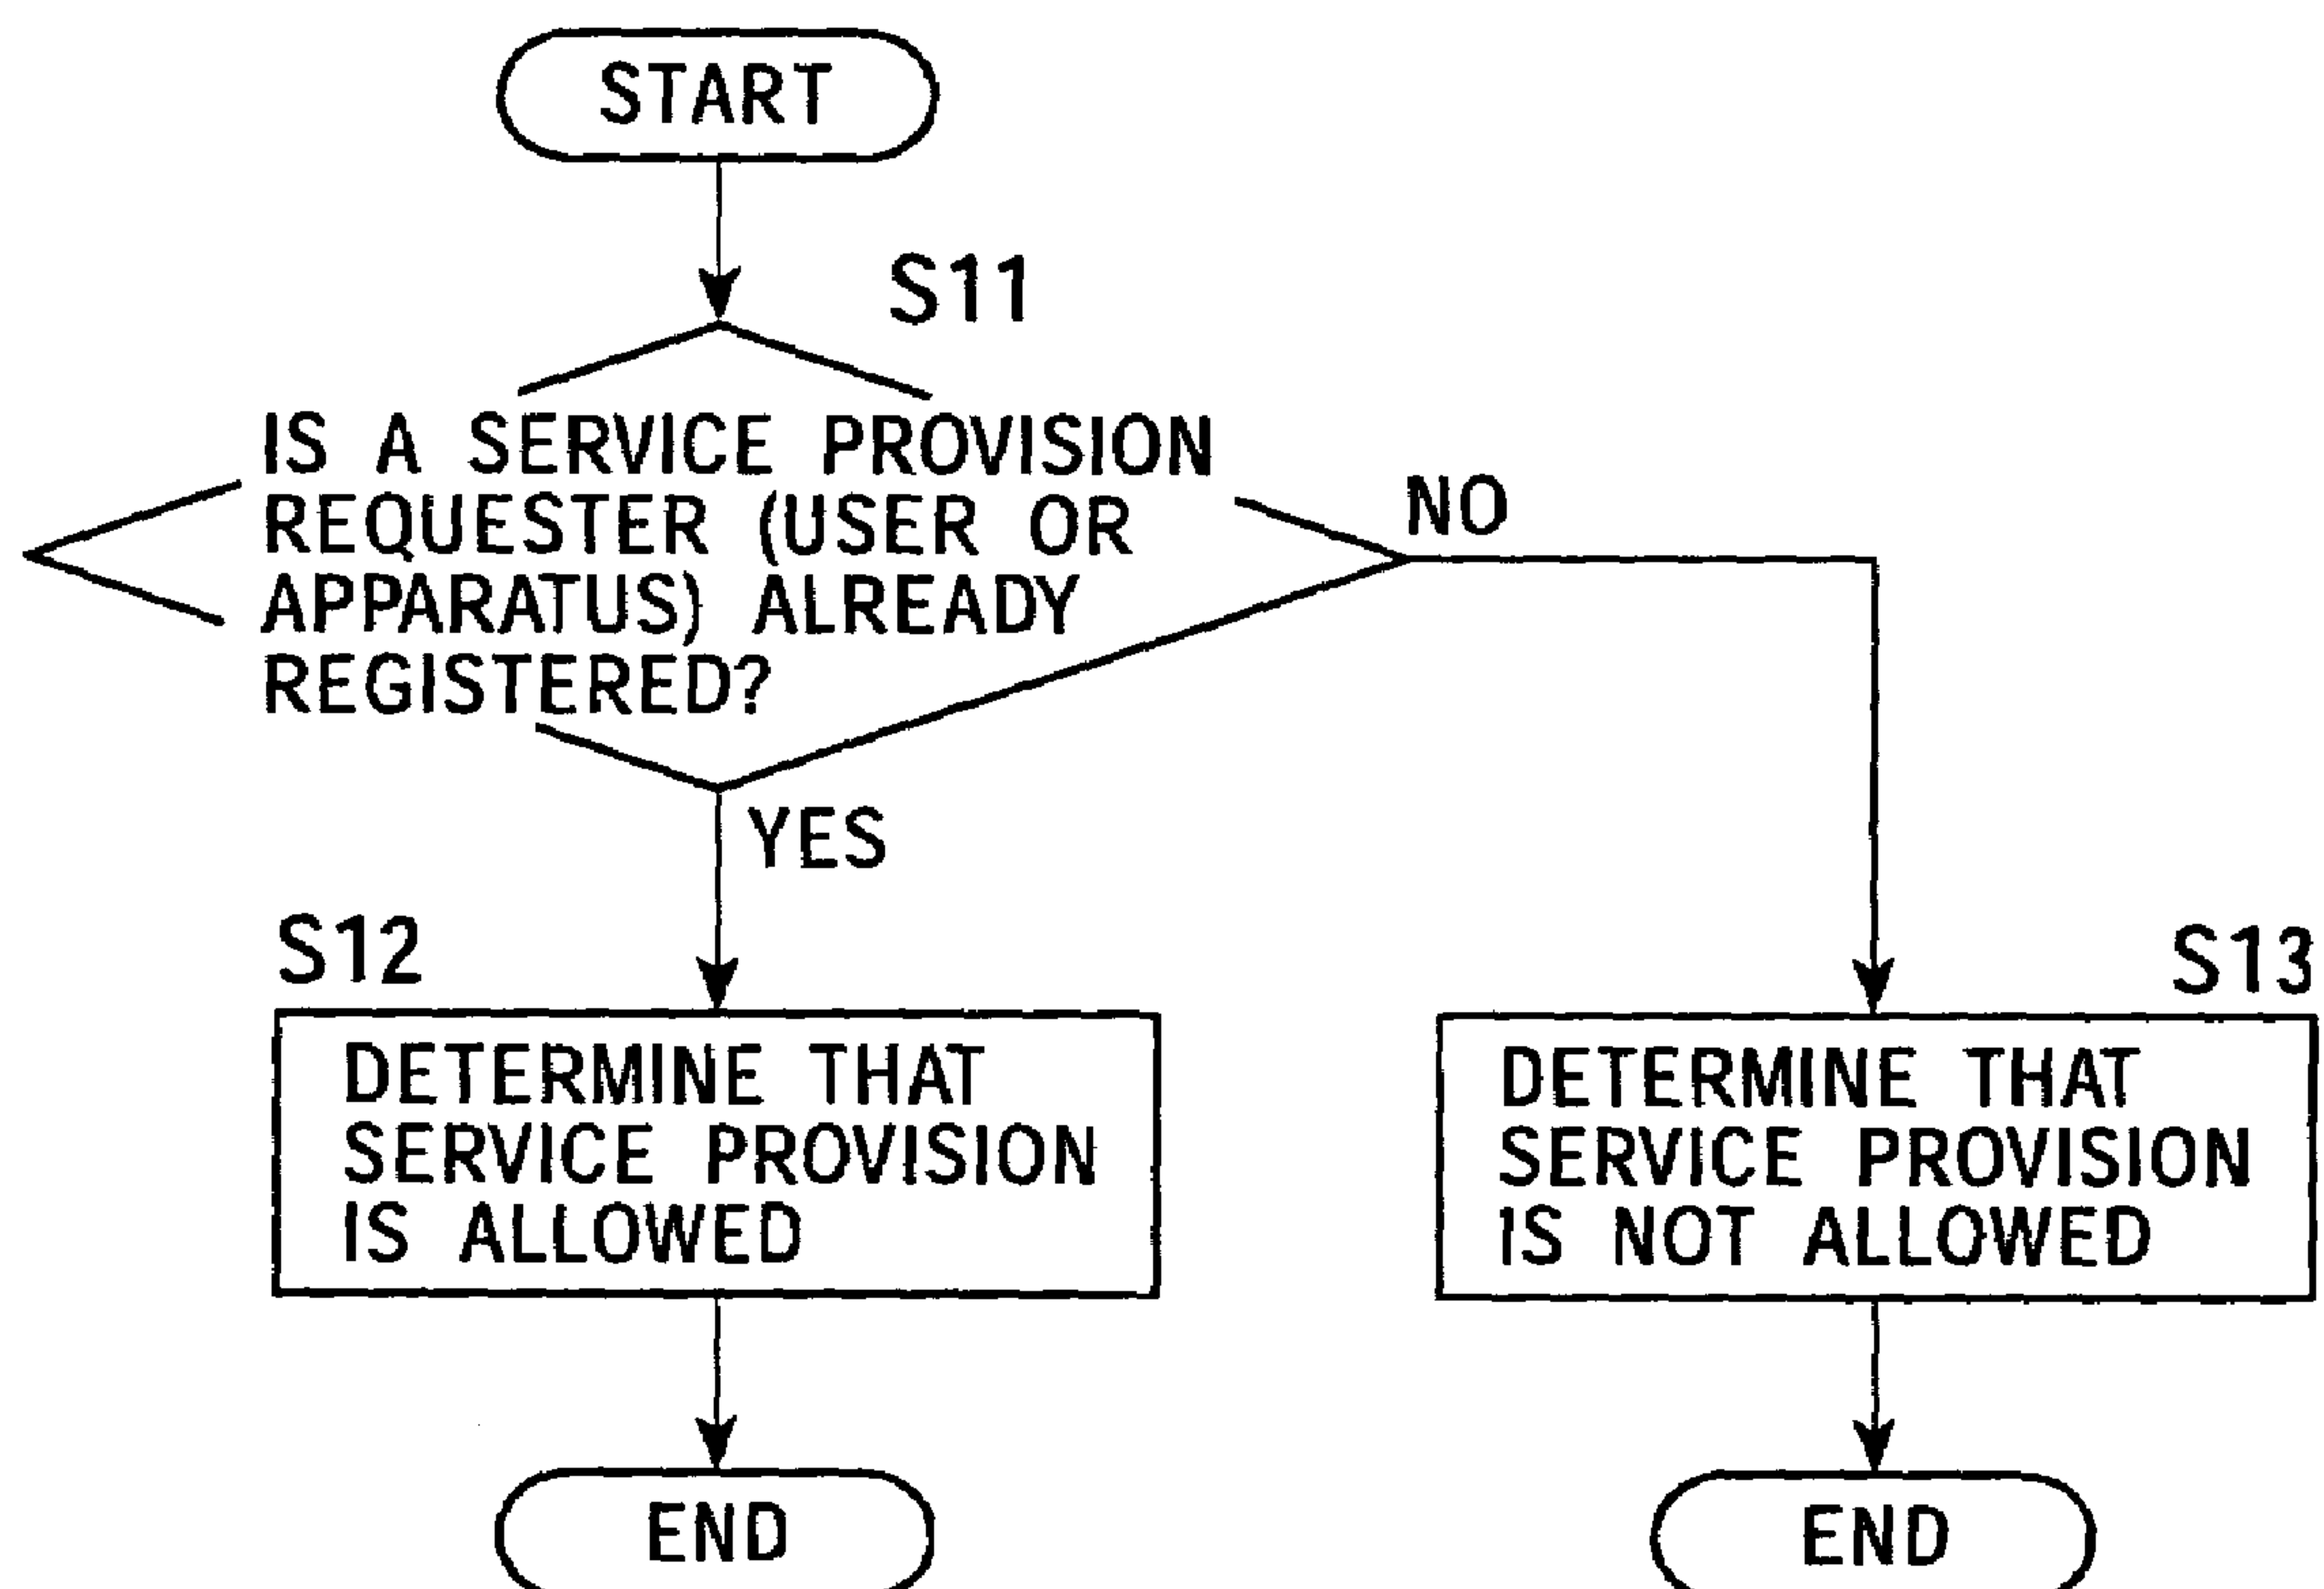 START
S11
IS A SERVICE PROVISION
REQUESTER (USER OR
APPARATUS) ALREADY
REGISTERED?
NO
YES
S12
DETERMINE THAT
SERVICE PROVISION
IS ALLOWED
S13
DETERMINE THAT
SERVICE PROVISION
IS NOT ALLOWED
END
END